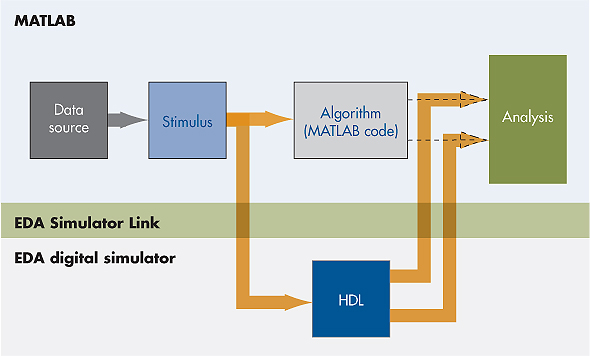 MATLAB
Data
source
Stimulus
Algorithm
(MATLAB code)
Analysis
EDA Simulator Link
EDA digital simulator
HDL